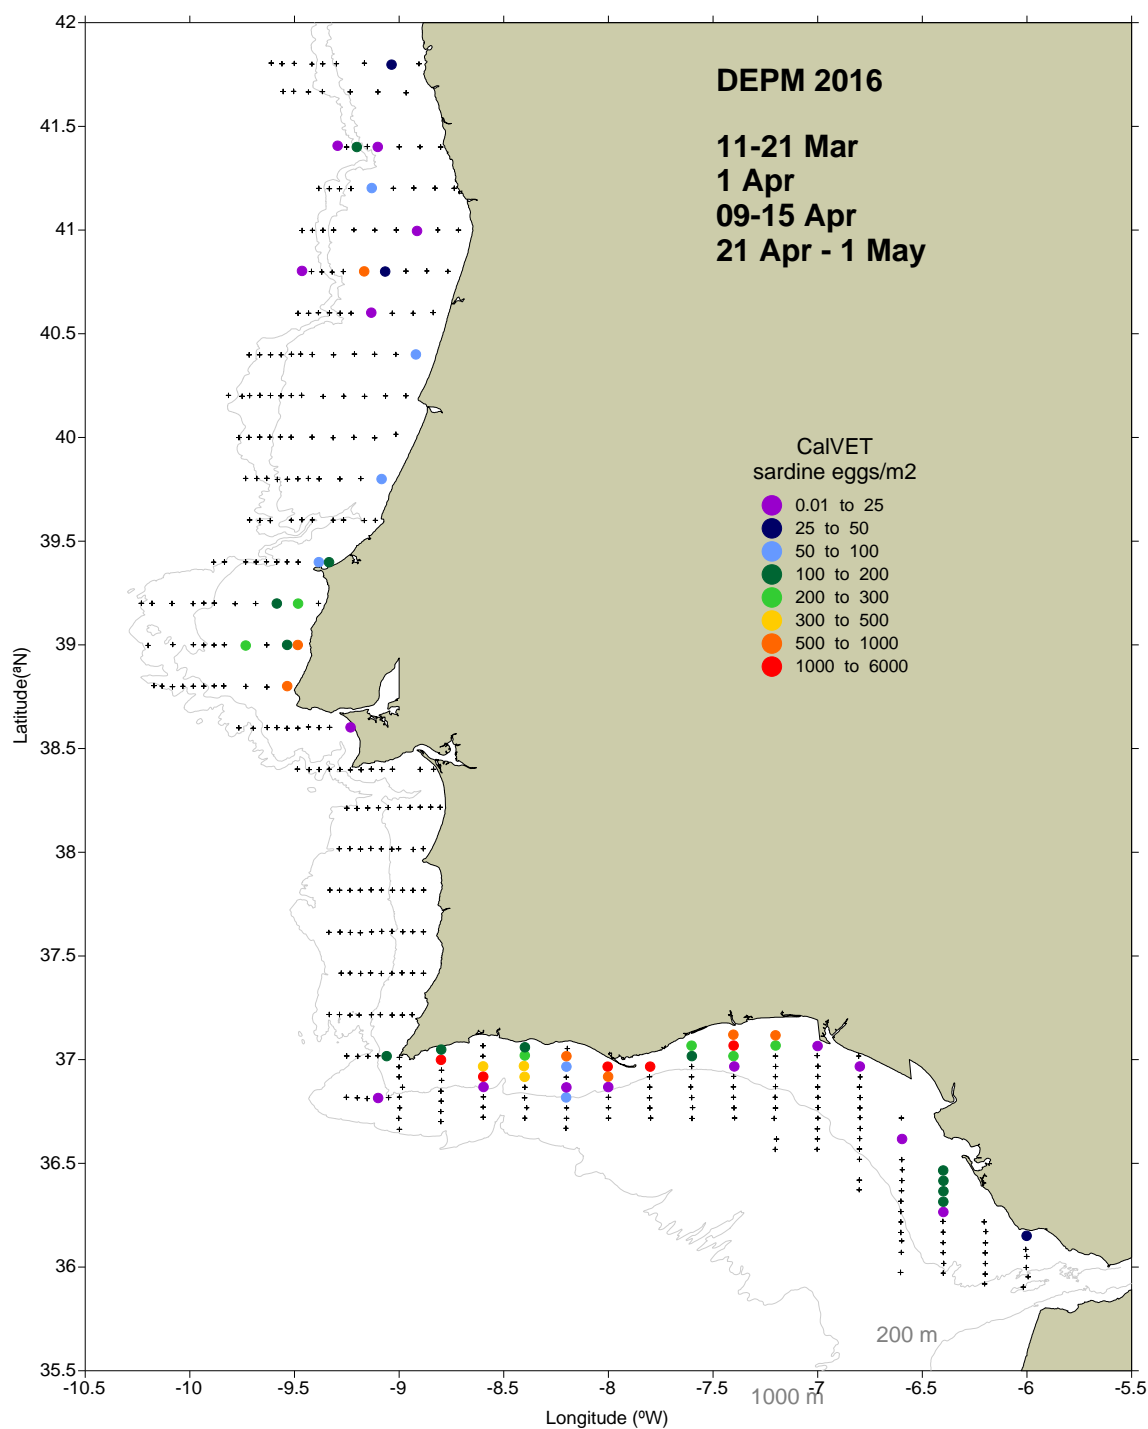 DEPM 2016
11-21 Mar
1 Apr
09-15 Apr
21 Apr - 1 May
CalVET
sardine eggs/m2
0.01 to 25
25 to 50
50 to 100
100 to 200
200 to 300
300 to 500
500 to 1000
1000 to 6000
42
41.5
41
40.5
40
39.5
39
38.5
38
37.5
37
36.5
36
35.5
Latitude(ªN)
200 m
-10.5 -10 -9.5 -9 -8.5 -8 -7.5 -7 -6.5 -6 -5.5
1000 m
Longitude (ºW)